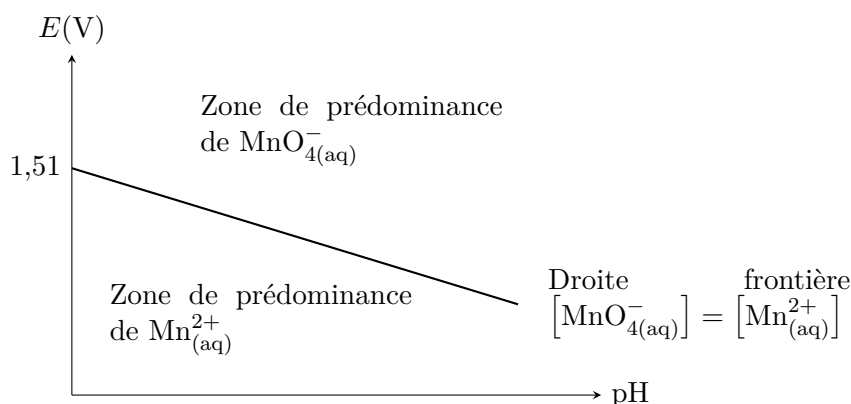 E(V)
Zone de prédominance
de MnO₄⁻(aq)
1,51
Zone de prédominance
de Mn²⁺(aq)
Droite frontière
[MnO₄⁻(aq)] = [Mn²⁺(aq)]
pH